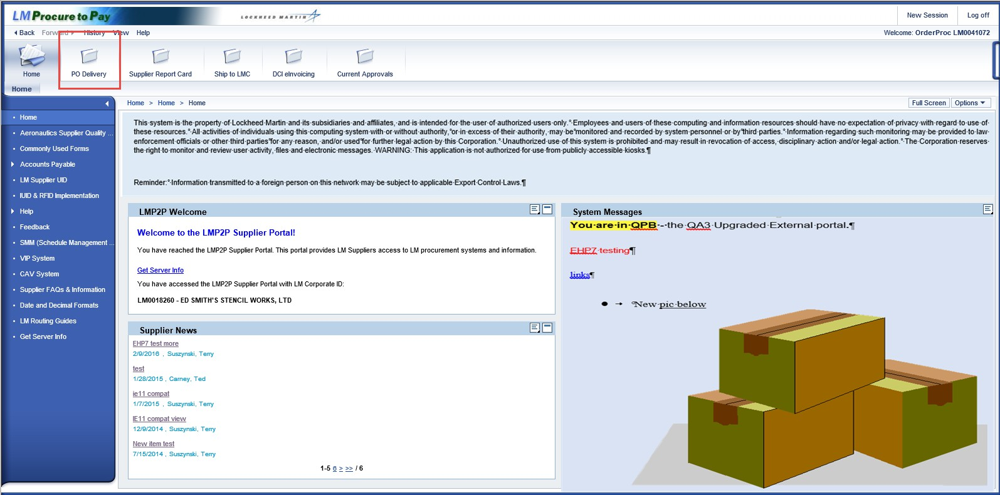 LM Procure to Pay
LOCKHEED MARTIN
New Session
Log off
Back Forward History View Help
Welcome: OrderProc LM0041072
Home
PO Delivery
Supplier Report Card
Ship to LMC
DCI eInvoicing
Current Approvals
Home
Home > Home > Home
Full Screen
Options
Home
Aeronautics Supplier Quality ...
Commonly Used Forms
Accounts Payable
LM Supplier UID
IUID & RFID Implementation
Help
Feedback
SMM (Schedule Management ...
VIP System
CAV System
Supplier FAQs & Information
Date and Decimal Formats
LM Routing Guides
Get Server Info
This·system·is·the·property·of·Lockheed·Martin·and·its·subsidiaries·and·affiliates,·and·is·intended·for·the·user·of·authorized·users·only.°·Employees·and·users·of·these·computing·and·information·resources·should·have·no·expectation·of·privacy·with·regard·to·use·of·
these·resources.°·All·activities·of·individuals·using·this·computing·system·with·or·without·authority,°or·in·excess·of·their·authority,·may·be°monitored·and·recorded·by·system·personnel·or·by°third·parties.°·Information·regarding·such·monitoring·may·be·provided·to·law·
enforcement·officials·or·other·third·parties°for·any·reason,·and/or·used°for·further·legal·action·by·this·Corporation.°·Unauthorized·use·of·this·system·is·prohibited·and·may·result·in·revocation·of·access,·disciplinary·action·and/or·legal·action.°·The·Corporation·reserves·
the·right·to·monitor·and·review·user·activity,·files·and·electronic·messages.··WARNING:·This·application·is·not·authorized·for·use·from·publicly·accessible·kiosks.¶
Reminder:°·Information·transmitted·to·a·foreign·person·on·this·network·may·be·subject·to·applicable·Export·Control·Laws.¶
LMP2P Welcome
Welcome to the LMP2P Supplier Portal!
You have reached the LMP2P Supplier Portal. This portal provides LM Suppliers access to LM procurement systems and information.
Get Server Info
You have accessed the LMP2P Supplier Portal with LM Corporate ID:
LM0018260 - ED SMITH'S STENCIL WORKS, LTD
Supplier News
EHP7 test more
2/9/2016 , Suszynski, Terry
test
1/28/2015 , Carney, Ted
ie11 compat
1/7/2015 , Suszynski, Terry
IE11 compat view
12/9/2014 , Suszynski, Terry
New item test
7/15/2014 , Suszynski, Terry
1-5 6 > >> / 6
System Messages
You·are·in·QPB·-·the·QA3·Upgraded·External·portal.¶
EHP7·testing¶
links¶
● → °New·pic·below